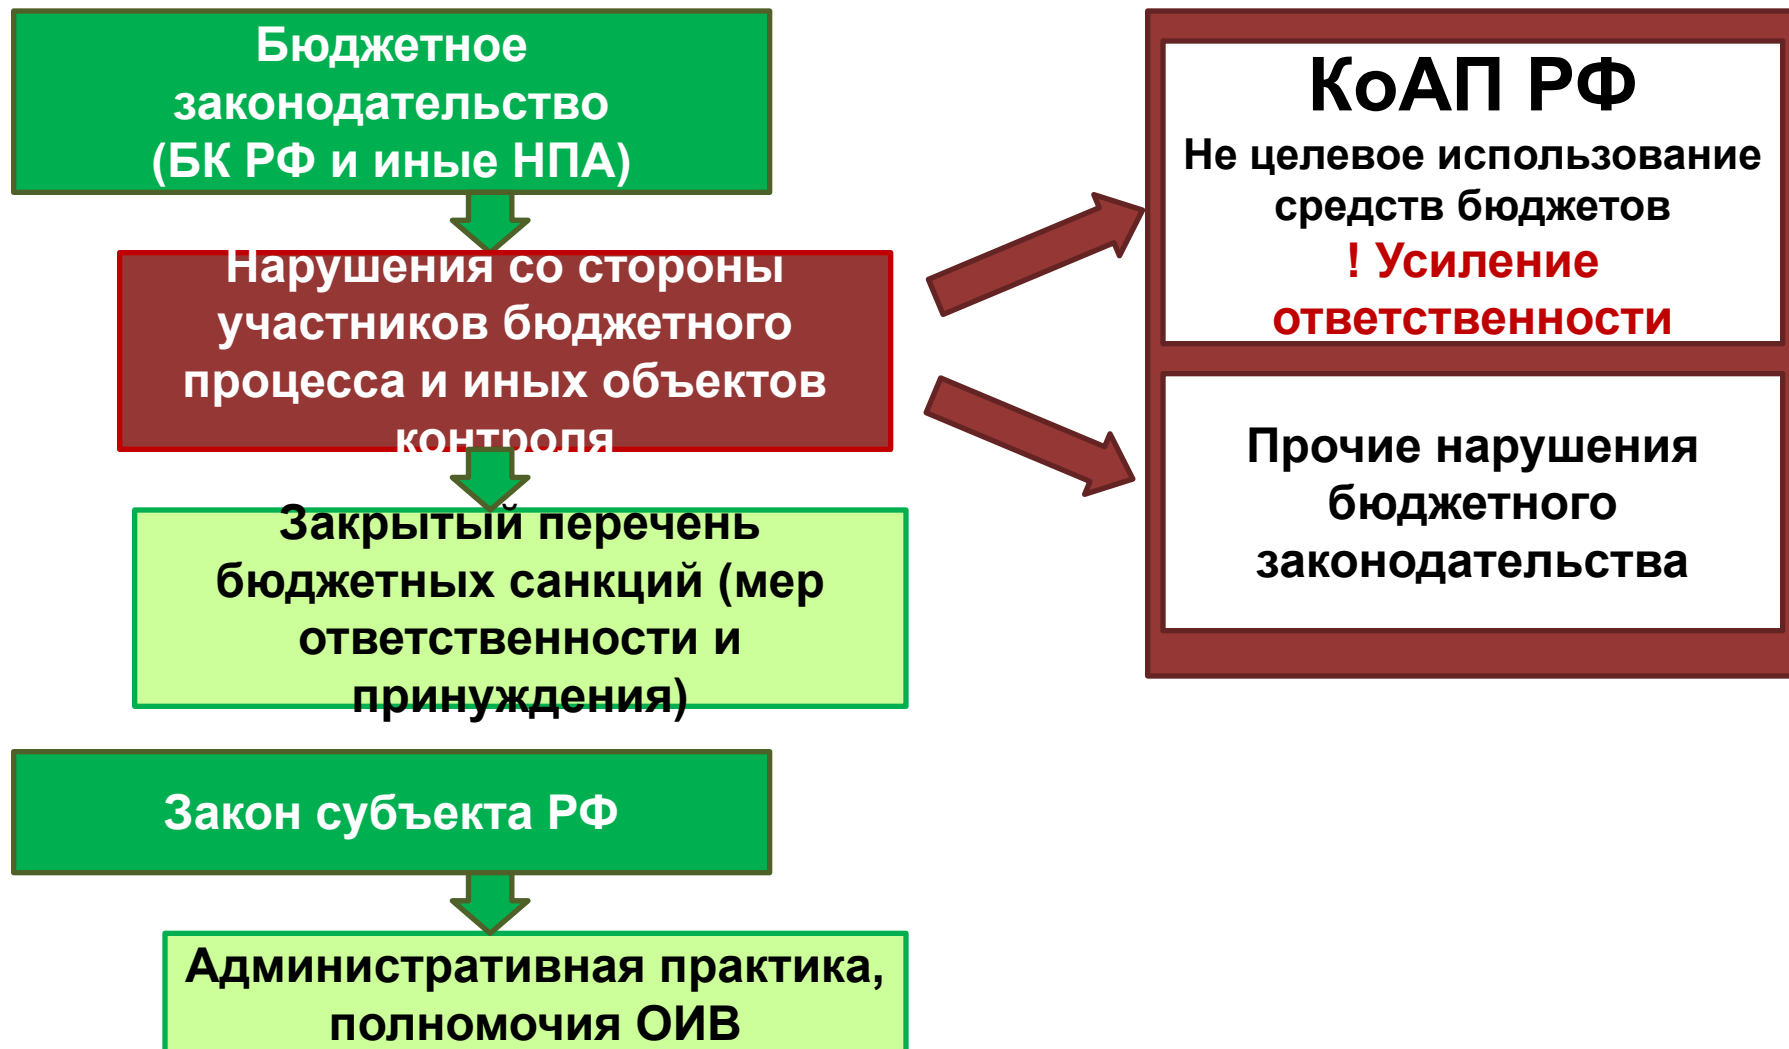 Бюджетное
законодательство
(БК РФ и иные НПА)
Нарушения со стороны
участников бюджетного
процесса и иных объектов
контроля
Закрытый перечень
бюджетных санкций (мер
ответственности и
принуждения)
Закон субъекта РФ
Административная практика,
полномочия ОИВ
КоАП РФ
Не целевое использование
средств бюджетов
! Усиление
ответственности
Прочие нарушения
бюджетного
законодательства